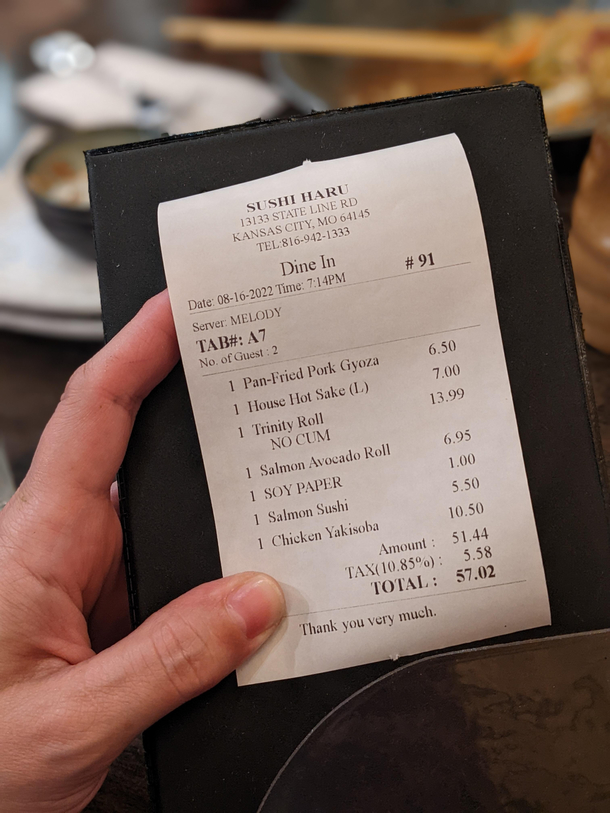 SUSHI HARU
13133 STATE LINE RD
KANSAS CITY, MO 64145
TEL:816-942-1333
Dine In # 91
Date: 08-16-2022 Time: 7:14PM
Server: MELODY
TAB#: A7
No. of Guest : 2
1 Pan-Fried Pork Gyoza 6.50
1 House Hot Sake (L) 7.00
1 Trinity Roll 13.99
NO CUM
1 Salmon Avocado Roll 6.95
1 SOY PAPER 1.00
1 Salmon Sushi 5.50
1 Chicken Yakisoba 10.50
Amount : 51.44
TAX(10.85%) : 5.58
TOTAL : 57.02
Thank you very much.